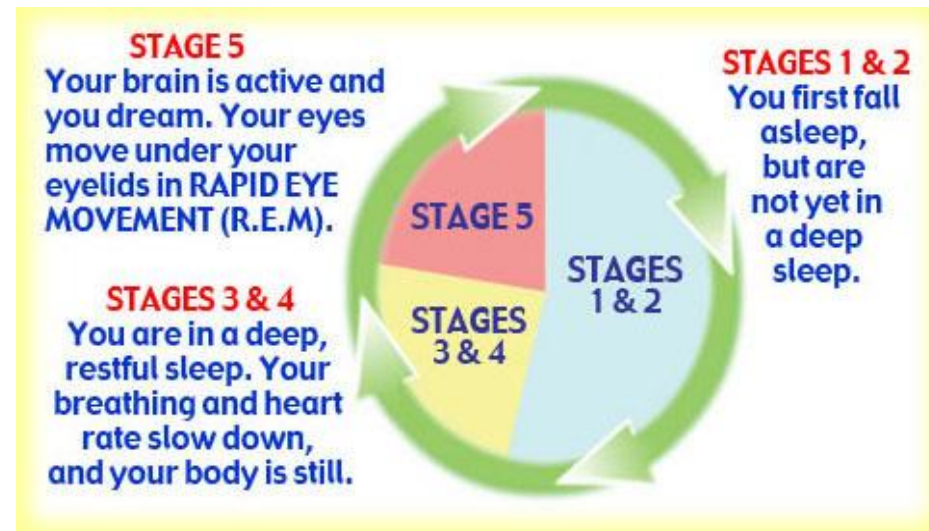 STAGE 5
Your brain is active and
you dream. Your eyes
move under your
eyelids in RAPID EYE
MOVEMENT (R.E.M).
STAGES 1 & 2
You first fall
asleep,
but are
not yet in
a deep
sleep.
STAGES 3 & 4
You are in a deep,
restful sleep. Your
breathing and heart
rate slow down,
and your body is still.
STAGE 5
STAGES
1 & 2
STAGES
3 & 4